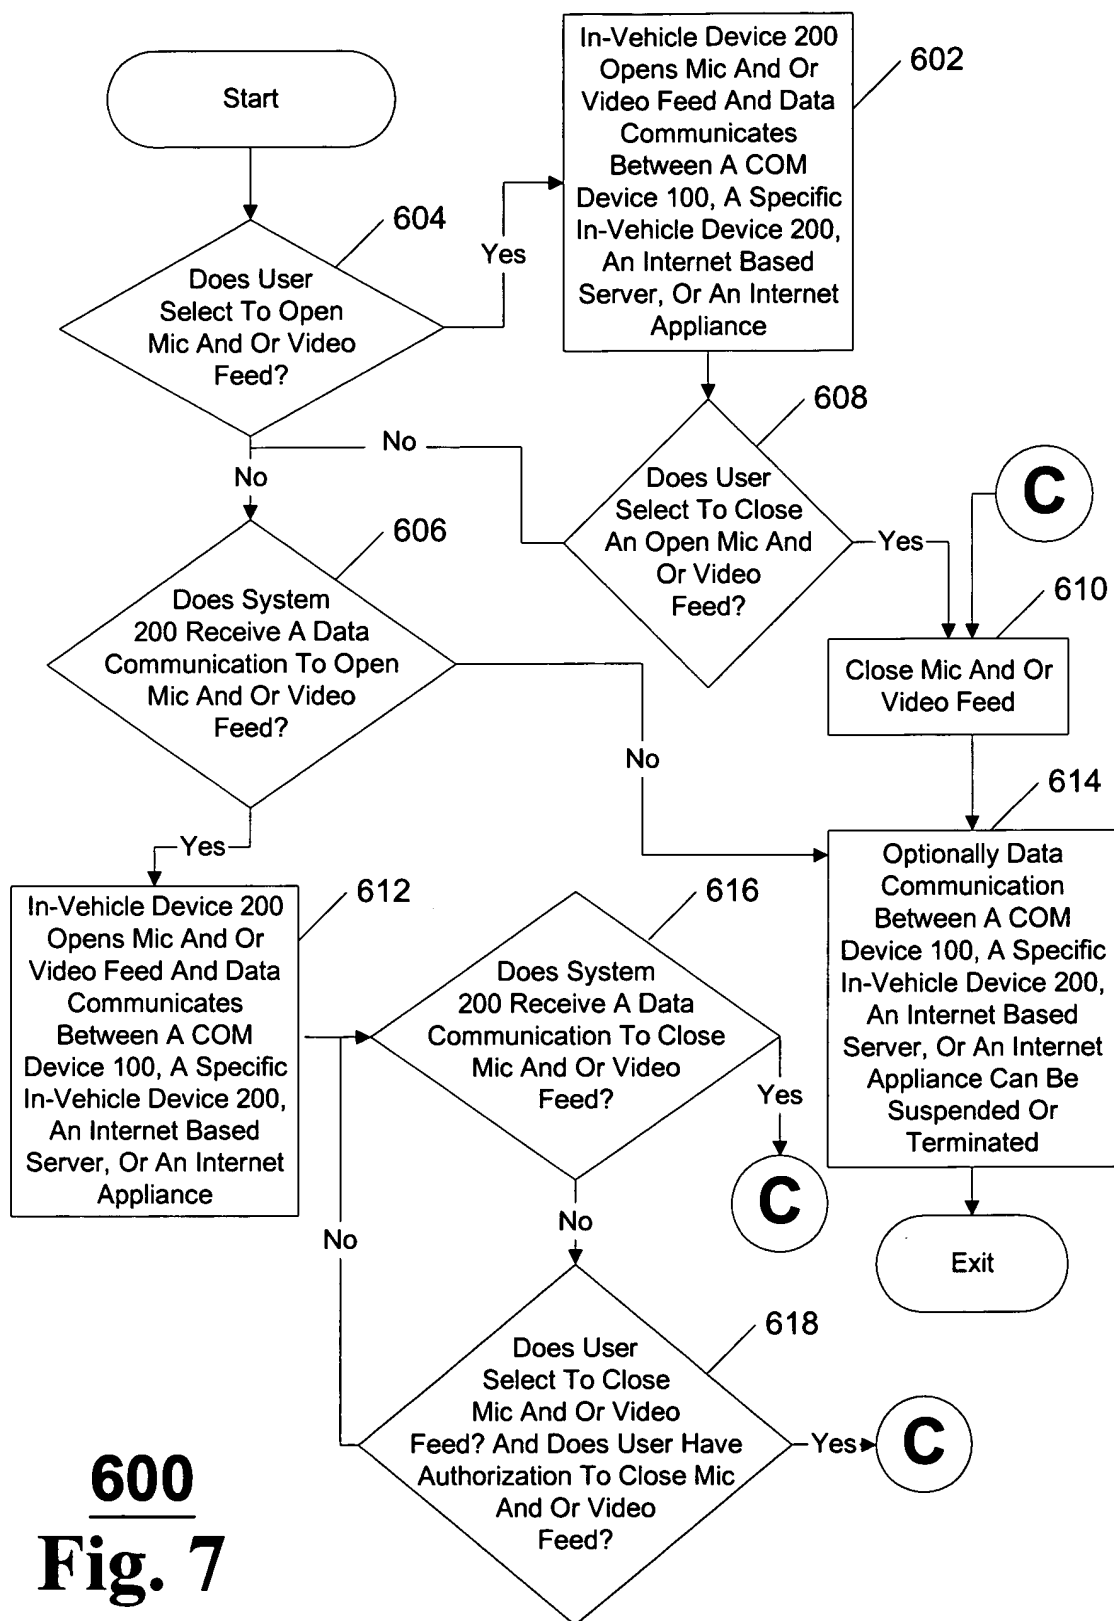 Start
In-Vehicle Device 200
Opens Mic And Or
Video Feed And Data
Communicates
Between A COM
Device 100, A Specific
In-Vehicle Device 200,
An Internet Based
Server, Or An Internet
Appliance
602
604
Does User
Select To Open
Mic And Or Video
Feed?
Yes
No
608
Does User
Select To Close
An Open Mic And
Or Video
Feed?
No
Yes
C
606
Does System
200 Receive A Data
Communication To Open
Mic And Or Video
Feed?
No
Yes
610
Close Mic And Or
Video Feed
614
Optionally Data
Communication
Between A COM
Device 100, A Specific
In-Vehicle Device 200,
An Internet Based
Server, Or An Internet
Appliance Can Be
Suspended Or
Terminated
612
In-Vehicle Device 200
Opens Mic And Or
Video Feed And Data
Communicates
Between A COM
Device 100, A Specific
In-Vehicle Device 200,
An Internet Based
Server, Or An Internet
Appliance
616
Does System
200 Receive A Data
Communication To Close
Mic And Or Video
Feed?
Yes
C
No
No
Exit
618
Does User
Select To Close
Mic And Or Video
Feed? And Does User Have
Authorization To Close Mic
And Or Video
Feed?
Yes
C
600
Fig. 7